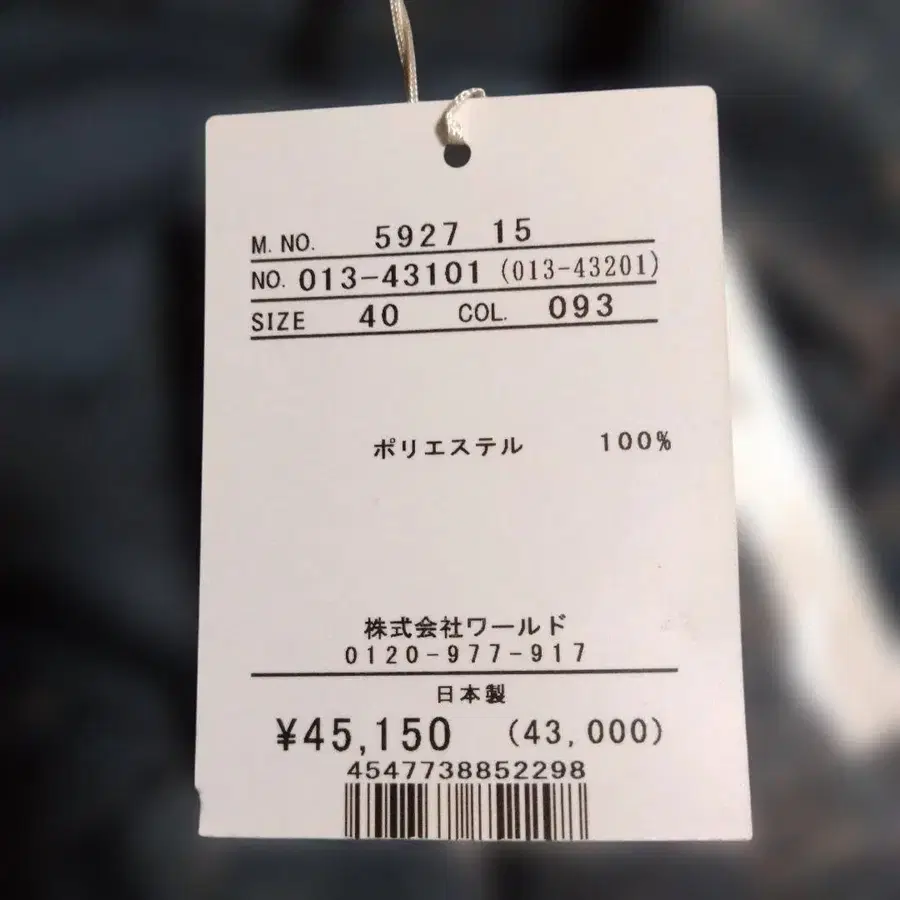 M. NO. 5927 15
NO. 013-43101 (013-43201)
SIZE 40 COL. 093
ポリエステル 100%
株式会社ワールド
0120-977-917
日本製
¥45,150 (43,000)
4547738852298